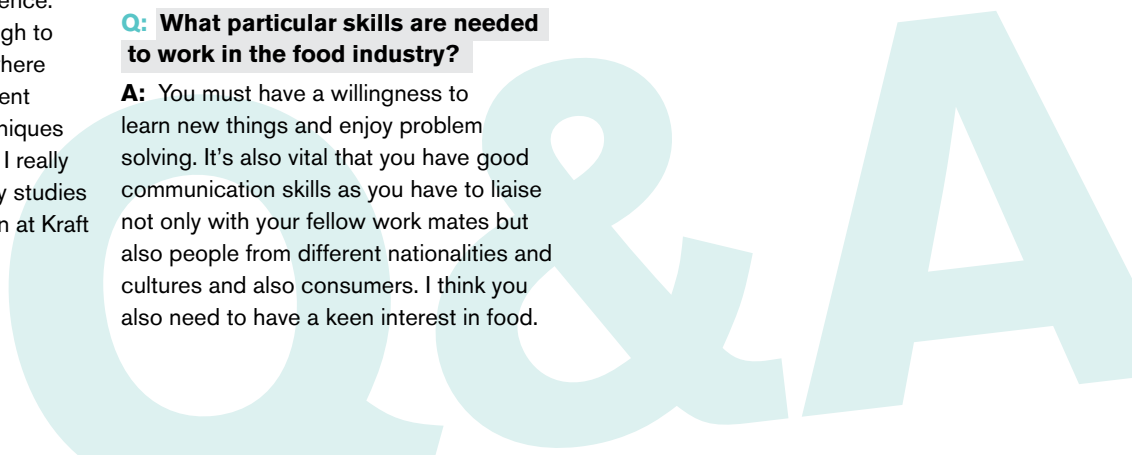 ence.
gh to
here
ent
niques
I really
y studies
n at Kraft
Q: What particular skills are needed
to work in the food industry?
A: You must have a willingness to
learn new things and enjoy problem
solving. It's also vital that you have good
communication skills as you have to liaise
not only with your fellow work mates but
also people from different nationalities and
cultures and also consumers. I think you
also need to have a keen interest in food.
Q&A